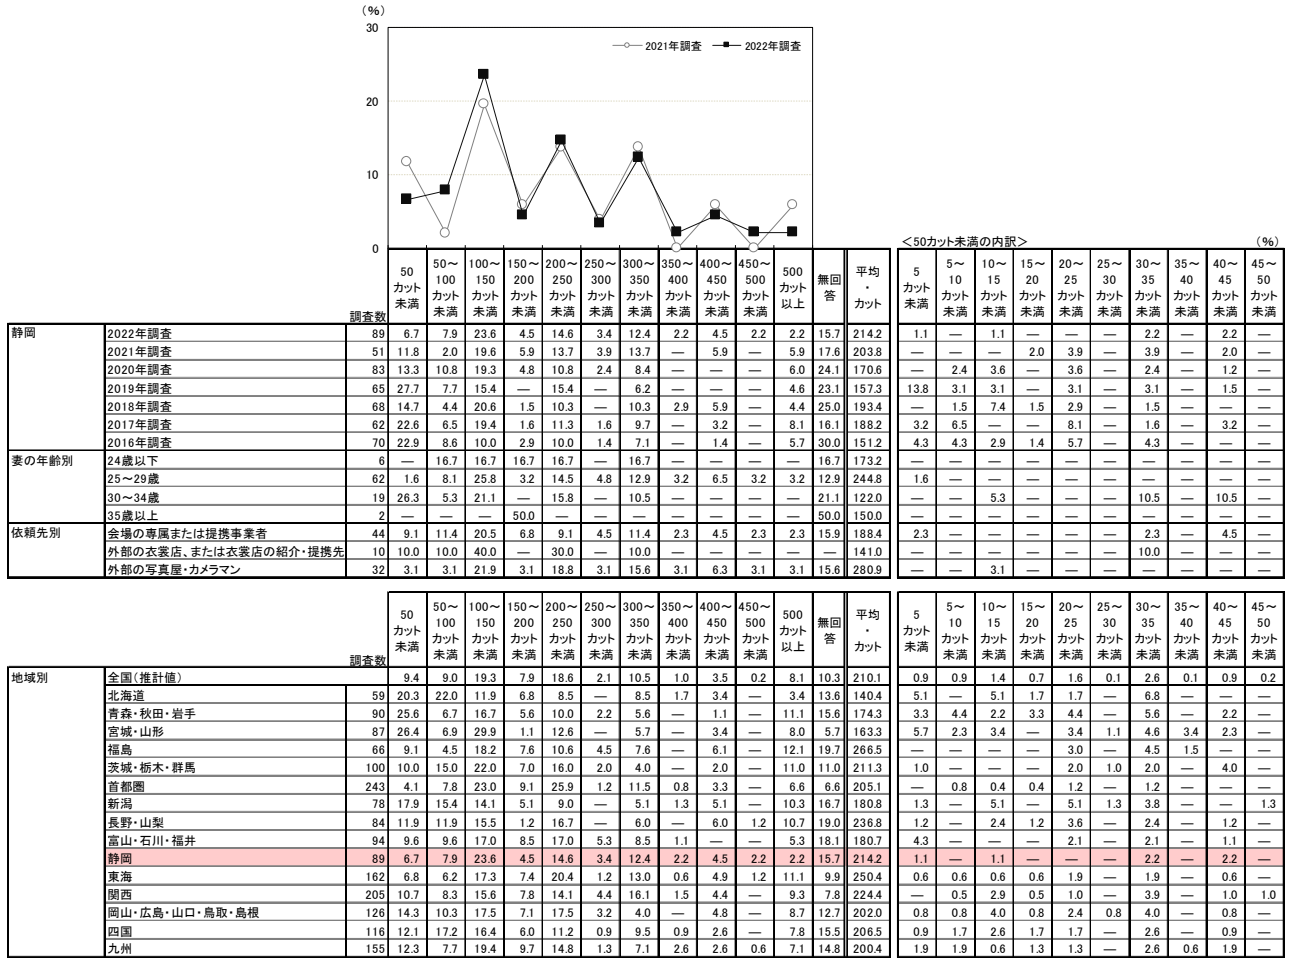 (%)
30
20
10
0
2021年調査 2022年調査
<50カット未満の内訳> (%)
調査数 50カット未満 50～100カット未満 100～150カット未満 150～200カット未満 200～250カット未満 250～300カット未満 300～350カット未満 350～400カット未満 400～450カット未満 450～500カット未満 500カット以上 無回答 平均・カット 5カット未満 5～10カット未満 10～15カット未満 15～20カット未満 20～25カット未満 25～30カット未満 30～35カット未満 35～40カット未満 40～45カット未満 45～50カット未満
静岡 2022年調査 89 6.7 7.9 23.6 4.5 14.6 3.4 12.4 2.2 4.5 2.2 2.2 15.7 214.2 1.1 — 1.1 — — — 2.2 — 2.2 —
2021年調査 51 11.8 2.0 19.6 5.9 13.7 3.9 13.7 — 5.9 — 5.9 17.6 203.8 — — — 2.0 3.9 — 3.9 — 2.0 —
2020年調査 83 13.3 10.8 19.3 4.8 10.8 2.4 8.4 — — — 6.0 24.1 170.6 — 2.4 3.6 — 3.6 — 2.4 — 1.2 —
2019年調査 65 27.7 7.7 15.4 — 15.4 — 6.2 — — — 4.6 23.1 157.3 13.8 3.1 3.1 — 3.1 — 3.1 — 1.5 —
2018年調査 68 14.7 4.4 20.6 1.5 10.3 — 10.3 2.9 5.9 — 4.4 25.0 193.4 — 1.5 7.4 1.5 2.9 — 1.5 — — —
2017年調査 62 22.6 6.5 19.4 1.6 11.3 1.6 9.7 — 3.2 — 8.1 16.1 188.2 3.2 6.5 — — 8.1 — 1.6 — 3.2 —
2016年調査 70 22.9 8.6 10.0 2.9 10.0 1.4 7.1 — 1.4 — 5.7 30.0 151.2 4.3 4.3 2.9 1.4 5.7 — 4.3 — — —
妻の年齢別 24歳以下 6 — 16.7 16.7 16.7 16.7 — 16.7 — — — — 16.7 173.2 — — — — — — — — — —
25～29歳 62 1.6 8.1 25.8 3.2 14.5 4.8 12.9 3.2 6.5 3.2 3.2 12.9 244.8 1.6 — — — — — — — — —
30～34歳 19 26.3 5.3 21.1 — 15.8 — 10.5 — — — — 21.1 122.0 — — 5.3 — — — 10.5 — 10.5 —
35歳以上 2 — — — 50.0 — — — — — — — 50.0 150.0 — — — — — — — — — —
依頼先別 会場の専属または提携事業者 44 9.1 11.4 20.5 6.8 9.1 4.5 11.4 2.3 4.5 2.3 2.3 15.9 188.4 2.3 — — — — — 2.3 — 4.5 —
外部の衣裳店、または衣裳店の紹介・提携先 10 10.0 10.0 40.0 — 30.0 — 10.0 — — — — — 141.0 — — — — — — 10.0 — — —
外部の写真屋・カメラマン 32 3.1 3.1 21.9 3.1 18.8 3.1 15.6 3.1 6.3 3.1 3.1 15.6 280.9 — — 3.1 — — — — — — —
調査数 50カット未満 50～100カット未満 100～150カット未満 150～200カット未満 200～250カット未満 250～300カット未満 300～350カット未満 350～400カット未満 400～450カット未満 450～500カット未満 500カット以上 無回答 平均・カット 5カット未満 5～10カット未満 10～15カット未満 15～20カット未満 20～25カット未満 25～30カット未満 30～35カット未満 35～40カット未満 40～45カット未満 45～50カット未満
地域別 全国(推計値) 9.4 9.0 19.3 7.9 18.6 2.1 10.5 1.0 3.5 0.2 8.1 10.3 210.1 0.9 0.9 1.4 0.7 1.6 0.1 2.6 0.1 0.9 0.2
北海道 59 20.3 22.0 11.9 6.8 8.5 — 8.5 1.7 3.4 — 3.4 13.6 140.4 5.1 — 5.1 1.7 1.7 — 6.8 — — —
青森・秋田・岩手 90 25.6 6.7 16.7 5.6 10.0 2.2 5.6 — 1.1 — 11.1 15.6 174.3 3.3 4.4 2.2 3.3 4.4 — 5.6 — 2.2 —
宮城・山形 87 26.4 6.9 29.9 1.1 12.6 — 5.7 — 3.4 — 8.0 5.7 163.3 5.7 2.3 3.4 — 3.4 1.1 4.6 3.4 2.3 —
福島 66 9.1 4.5 18.2 7.6 10.6 4.5 7.6 — 6.1 — 12.1 19.7 266.5 — — — — 3.0 — 4.5 1.5 — —
茨城・栃木・群馬 100 10.0 15.0 22.0 7.0 16.0 2.0 4.0 — 2.0 — 11.0 11.0 211.3 1.0 — — — 2.0 1.0 2.0 — 4.0 —
首都圏 243 4.1 7.8 23.0 9.1 25.9 1.2 11.5 0.8 3.3 — 6.6 6.6 205.1 — 0.8 0.4 0.4 1.2 — 1.2 — — —
新潟 78 17.9 15.4 14.1 5.1 9.0 — 5.1 1.3 5.1 — 10.3 16.7 180.8 1.3 — 5.1 — 5.1 1.3 3.8 — — 1.3
長野・山梨 84 11.9 11.9 15.5 1.2 16.7 — 6.0 — 6.0 1.2 10.7 19.0 236.8 1.2 — 2.4 1.2 3.6 — 2.4 — 1.2 —
富山・石川・福井 94 9.6 9.6 17.0 8.5 17.0 5.3 8.5 1.1 — — 5.3 18.1 180.7 4.3 — — — 2.1 — 2.1 — 1.1 —
静岡 89 6.7 7.9 23.6 4.5 14.6 3.4 12.4 2.2 4.5 2.2 2.2 15.7 214.2 1.1 — 1.1 — — — 2.2 — 2.2 —
東海 162 6.8 6.2 17.3 7.4 20.4 1.2 13.0 0.6 4.9 1.2 11.1 9.9 250.4 0.6 0.6 0.6 0.6 1.9 — 1.9 — 0.6 —
関西 205 10.7 8.3 15.6 7.8 14.1 4.4 16.1 1.5 4.4 — 9.3 7.8 224.4 — 0.5 2.9 0.5 1.0 — 3.9 — 1.0 1.0
岡山・広島・山口・鳥取・島根 126 14.3 10.3 17.5 7.1 17.5 3.2 4.0 — 4.8 — 8.7 12.7 202.0 0.8 0.8 4.0 0.8 2.4 0.8 4.0 — 0.8 —
四国 116 12.1 17.2 16.4 6.0 11.2 0.9 9.5 0.9 2.6 — 7.8 15.5 206.5 0.9 1.7 2.6 1.7 1.7 — 2.6 — 0.9 —
九州 155 12.3 7.7 19.4 9.7 14.8 1.3 7.1 2.6 2.6 0.6 7.1 14.8 200.4 1.9 1.9 0.6 1.3 1.3 — 2.6 0.6 1.9 —